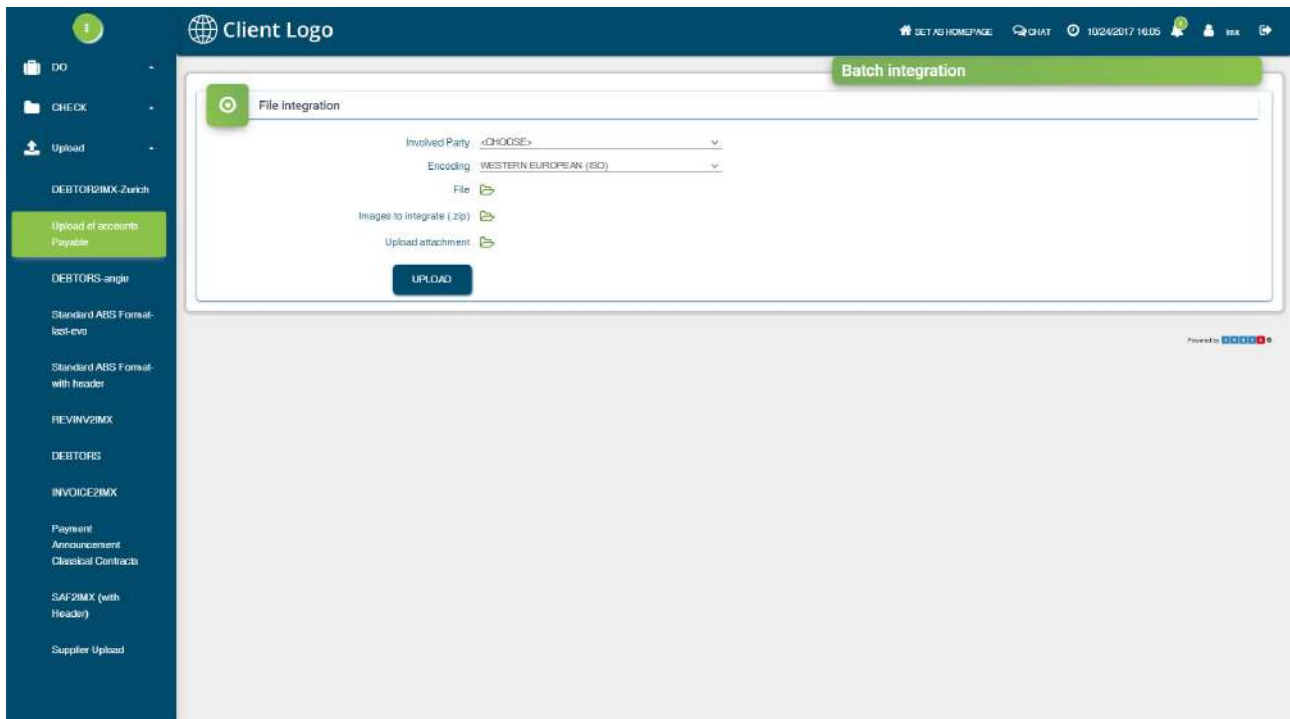 Client Logo
SET AS HOMEPAGE
CHAT
10/24/2017 16:05
imx
DO
CHECK
Upload
DEBTOR2IMX-Zurich
Upload of accounts
Payable
DEBTORS-angie
Standard ABS Format-
last-evo
Standard ABS Format-
with header
REVINV2IMX
DEBTORS
INVOICE2IMX
Payment
Announcement
Classical Contracts
SAF2IMX (with
Header)
Supplier Upload
Batch integration
File integration
Involved Party <CHOOSE>
Encoding WESTERN EUROPEAN (ISO)
File
Images to integrate (.zip)
Upload attachment
UPLOAD
Powered by